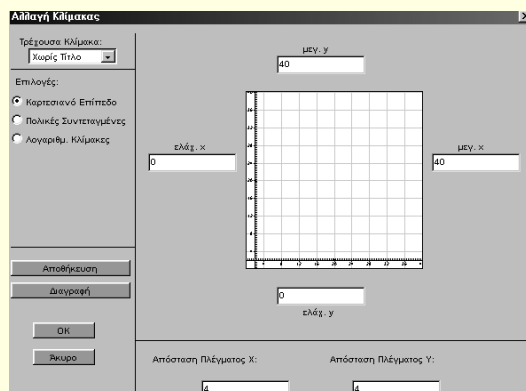 Αλλαγή Κλίμακας
Τρέχουσα Κλίμακα:
Χωρίς Τίτλο
Επιλογές:
Καρτεσιανό Επίπεδο
Πολικές Συντεταγμένες
Λογαριθμ. Κλίμακες
Αποθήκευση
Διαγραφή
ΟΚ
Άκυρο
μεγ. y
40
ελάχ. x
0
μεγ. x
40
0
ελάχ. y
Απόσταση Πλέγματος Χ:
Απόσταση Πλέγματος Υ:
4
4